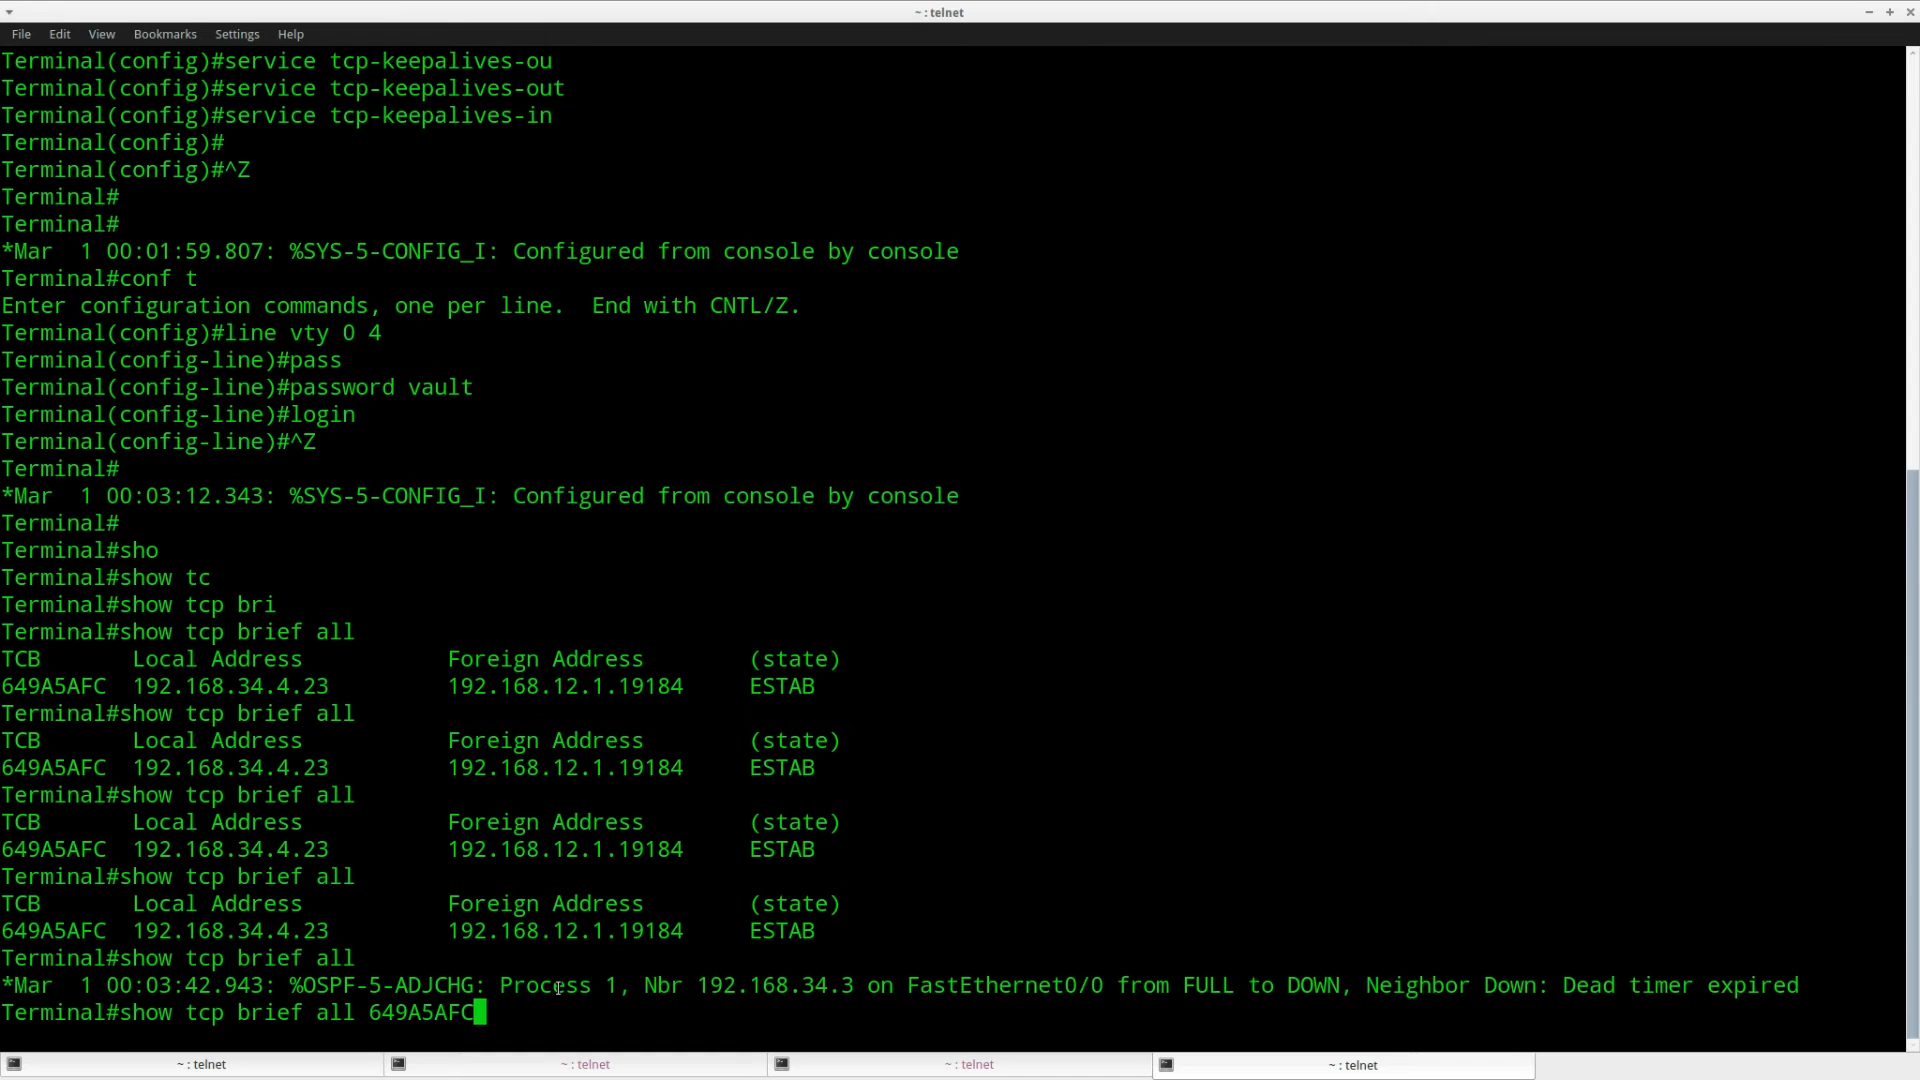 ~ : telnet
File Edit View Bookmarks Settings Help
Terminal(config)#service tcp-keepalives-ou
Terminal(config)#service tcp-keepalives-out
Terminal(config)#service tcp-keepalives-in
Terminal(config)#
Terminal(config)#^Z
Terminal#
Terminal#
*Mar  1 00:01:59.807: %SYS-5-CONFIG_I: Configured from console by console
Terminal#conf t
Enter configuration commands, one per line.  End with CNTL/Z.
Terminal(config)#line vty 0 4
Terminal(config-line)#pass
Terminal(config-line)#password vault
Terminal(config-line)#login
Terminal(config-line)#^Z
Terminal#
*Mar  1 00:03:12.343: %SYS-5-CONFIG_I: Configured from console by console
Terminal#
Terminal#sho
Terminal#show tc
Terminal#show tcp bri
Terminal#show tcp brief all
TCB       Local Address           Foreign Address        (state)
649A5AFC  192.168.34.4.23         192.168.12.1.19184     ESTAB
Terminal#show tcp brief all
TCB       Local Address           Foreign Address        (state)
649A5AFC  192.168.34.4.23         192.168.12.1.19184     ESTAB
Terminal#show tcp brief all
TCB       Local Address           Foreign Address        (state)
649A5AFC  192.168.34.4.23         192.168.12.1.19184     ESTAB
Terminal#show tcp brief all
TCB       Local Address           Foreign Address        (state)
649A5AFC  192.168.34.4.23         192.168.12.1.19184     ESTAB
Terminal#show tcp brief all
*Mar  1 00:03:42.943: %OSPF-5-ADJCHG: Process 1, Nbr 192.168.34.3 on FastEthernet0/0 from FULL to DOWN, Neighbor Down: Dead timer expired
Terminal#show tcp brief all 649A5AFC
~ : telnet ~ : telnet ~ : telnet ~ : telnet